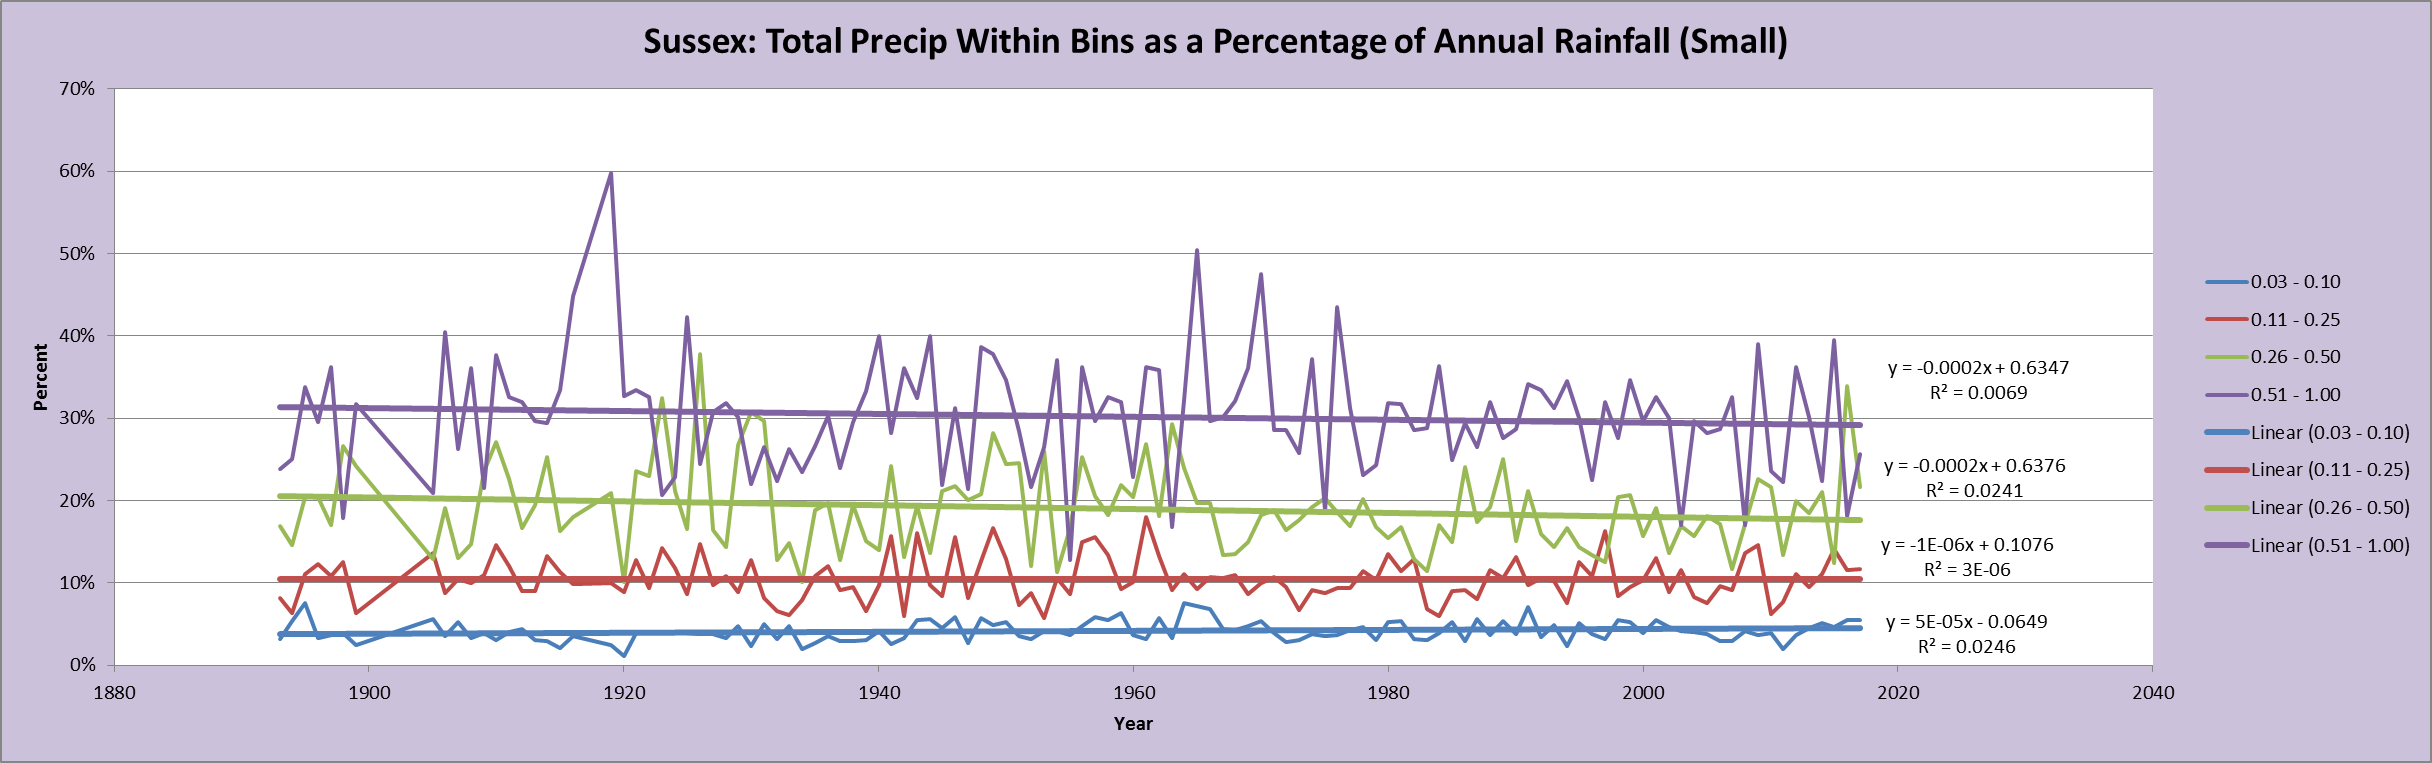 Sussex: Total Precip Within Bins as a Percentage of Annual Rainfall (Small)
70%
60%
50%
40%
30%
20%
10%
0%
Percent
1880
1900
1920
1940
1960
1980
2000
2020
2040
Year
y = -0.0002x + 0.6347
R² = 0.0069
y = -0.0002x + 0.6376
R² = 0.0241
y = -1E-06x + 0.1076
R² = 3E-06
y = 5E-05x - 0.0649
R² = 0.0246
0.03 - 0.10
0.11 - 0.25
0.26 - 0.50
0.51 - 1.00
Linear (0.03 - 0.10)
Linear (0.11 - 0.25)
Linear (0.26 - 0.50)
Linear (0.51 - 1.00)